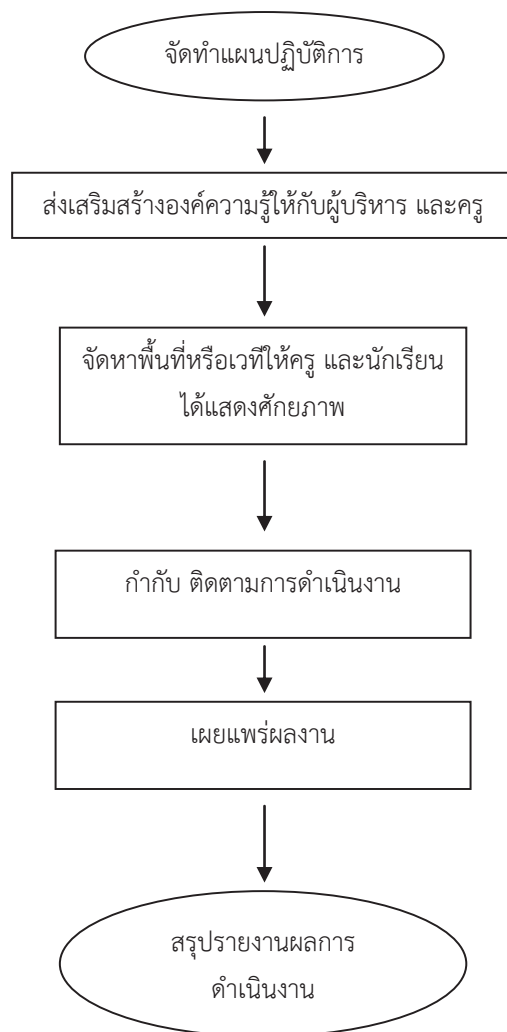 จัดทำแผนปฏิบัติการ
ส่งเสริมสร้างองค์ความรู้ให้กับผู้บริหาร และครู
จัดหาพื้นที่หรือเวทีให้ครู และนักเรียน
ได้แสดงศักยภาพ
กำกับ ติดตามการดำเนินงาน
เผยแพร่ผลงาน
สรุปรายงานผลการ
ดำเนินงาน